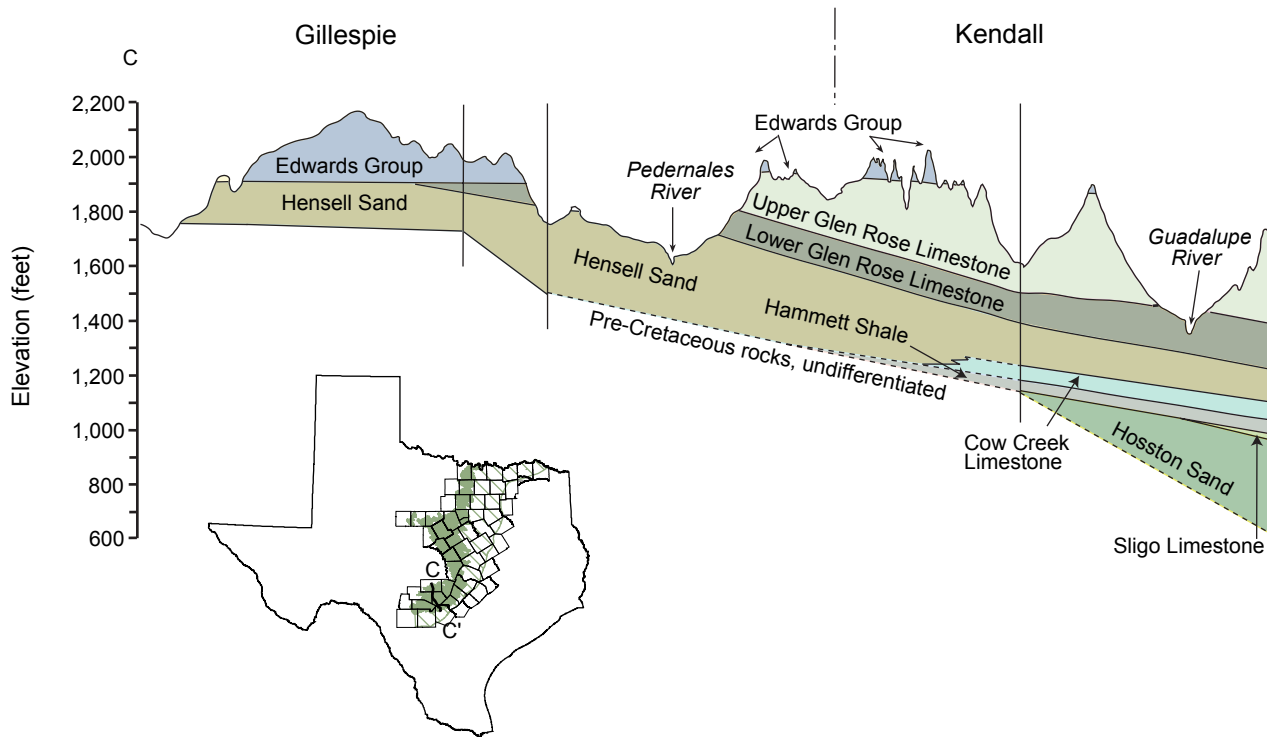 Gillespie
Kendall
C
Elevation (feet)
2,200
2,000
1,800
1,600
1,400
1,200
1,000
800
600
Edwards Group
Hensell Sand
Pedernales
River
Edwards Group
Upper Glen Rose Limestone
Lower Glen Rose Limestone
Guadalupe
River
Hensell Sand
Hammett Shale
Pre-Cretaceous rocks, undifferentiated
Cow Creek
Limestone
Hosston Sand
Sligo Limestone
C
C'